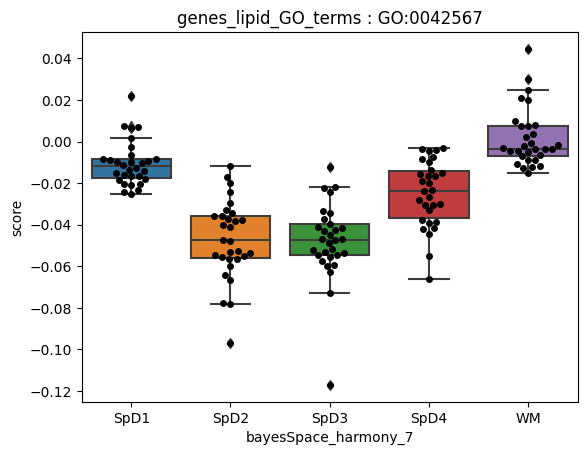 genes_lipid_GO_terms : GO:0042567
0.04
0.02
0.00
−0.02
−0.04
−0.06
−0.08
−0.10
−0.12
score
SpD1 SpD2 SpD3 SpD4 WM
bayesSpace_harmony_7